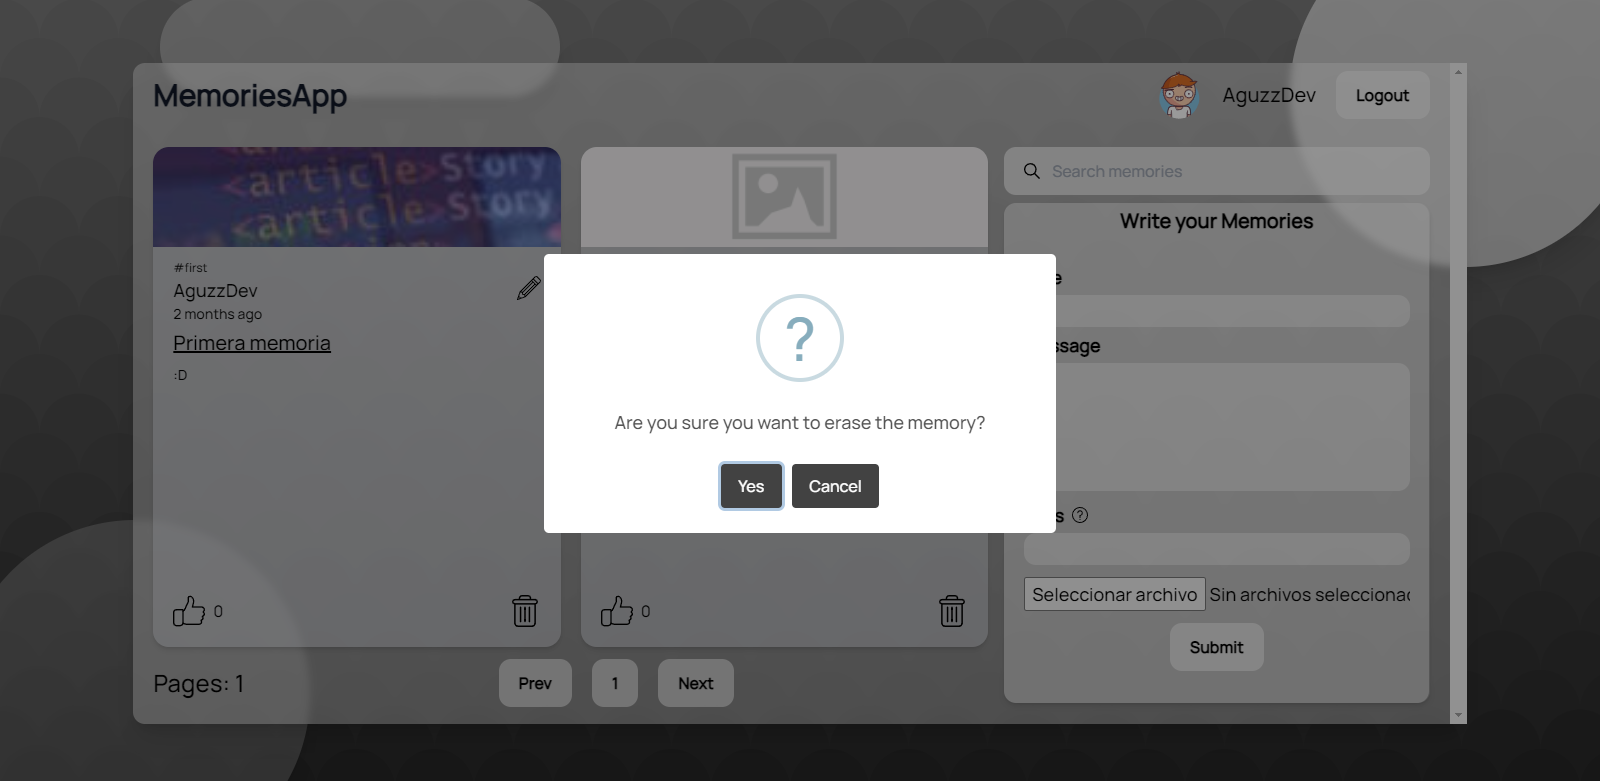 MemoriesApp
AguzzDev
Logout
<article>Story
<article>Story
#first
AguzzDev
2 months ago
Primera memoria
:D
0
0
Search memories
Write your Memories
?
Are you sure you want to erase the memory?
Yes
Cancel
?
Seleccionar archivo
Sin archivos
Submit
Pages: 1
Prev
1
Next